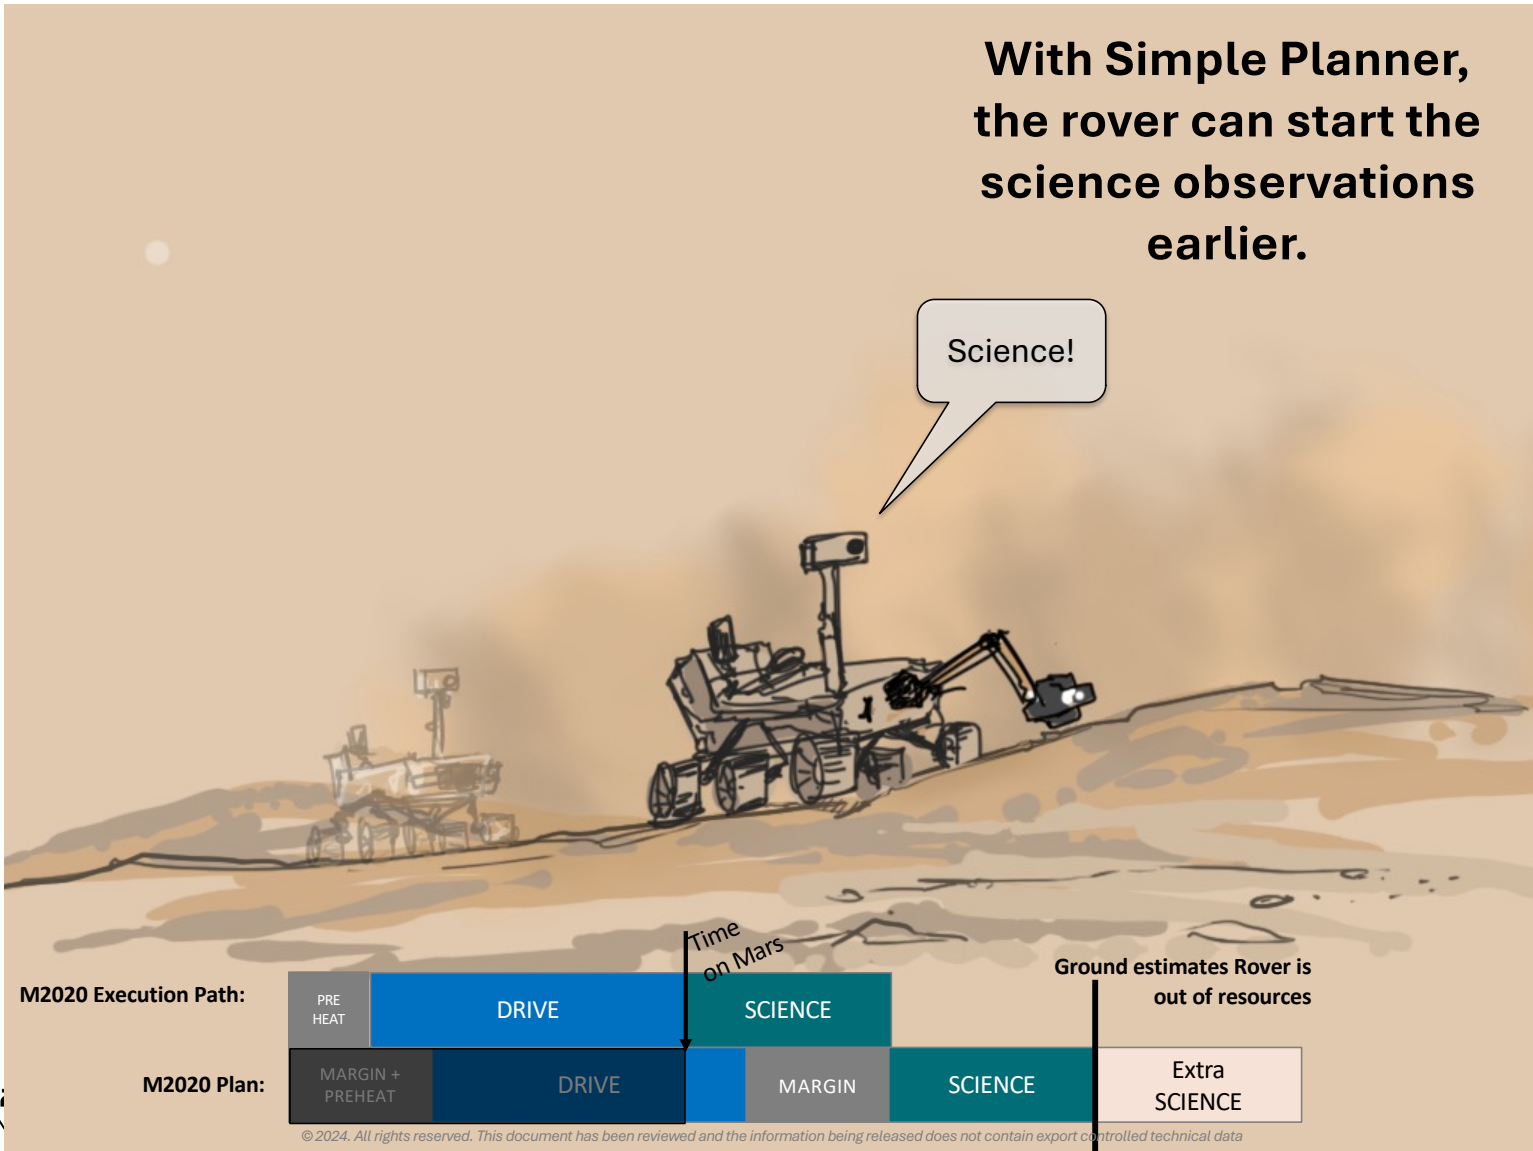 With Simple Planner,
the rover can start the
science observations
earlier.
Science!
Time
on Mars
Ground estimates Rover is
out of resources
M2020 Execution Path:
PRE
HEAT
DRIVE
SCIENCE
M2020 Plan:
MARGIN +
PREHEAT
DRIVE
MARGIN
SCIENCE
Extra
SCIENCE
© 2024. All rights reserved. This document has been reviewed and the information being released does not contain export controlled technical data